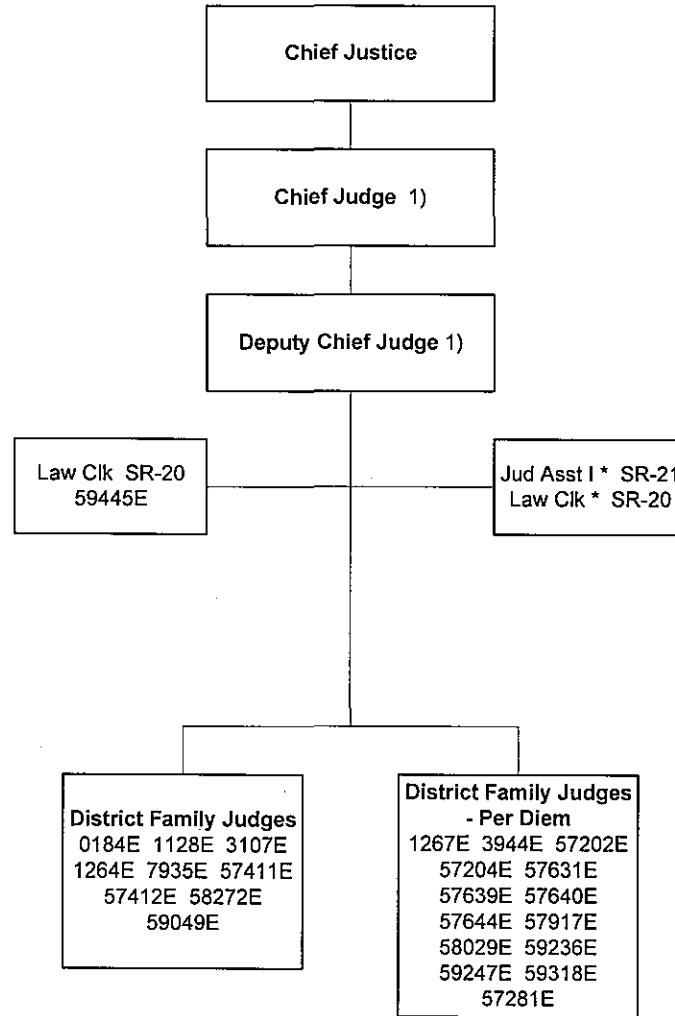 Chief Justice
Chief Judge 1)
Deputy Chief Judge 1)
Law Clk SR-20
59445E
Jud Asst I * SR-21
Law Clk * SR-20
District Family Judges
0184E 1128E 3107E
1264E 7935E 57411E
57412E 58272E
59049E
District Family Judges
- Per Diem
1267E 3944E 57202E
57204E 57631E
57639E 57640E
57644E 57917E
58029E 59236E
59247E 59318E
57281E